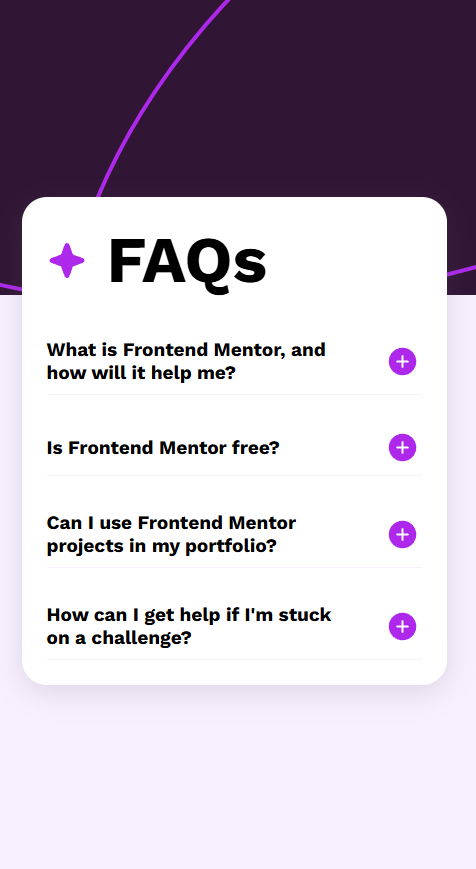 FAQs
What is Frontend Mentor, and
how will it help me?
Is Frontend Mentor free?
Can I use Frontend Mentor
projects in my portfolio?
How can I get help if I'm stuck
on a challenge?